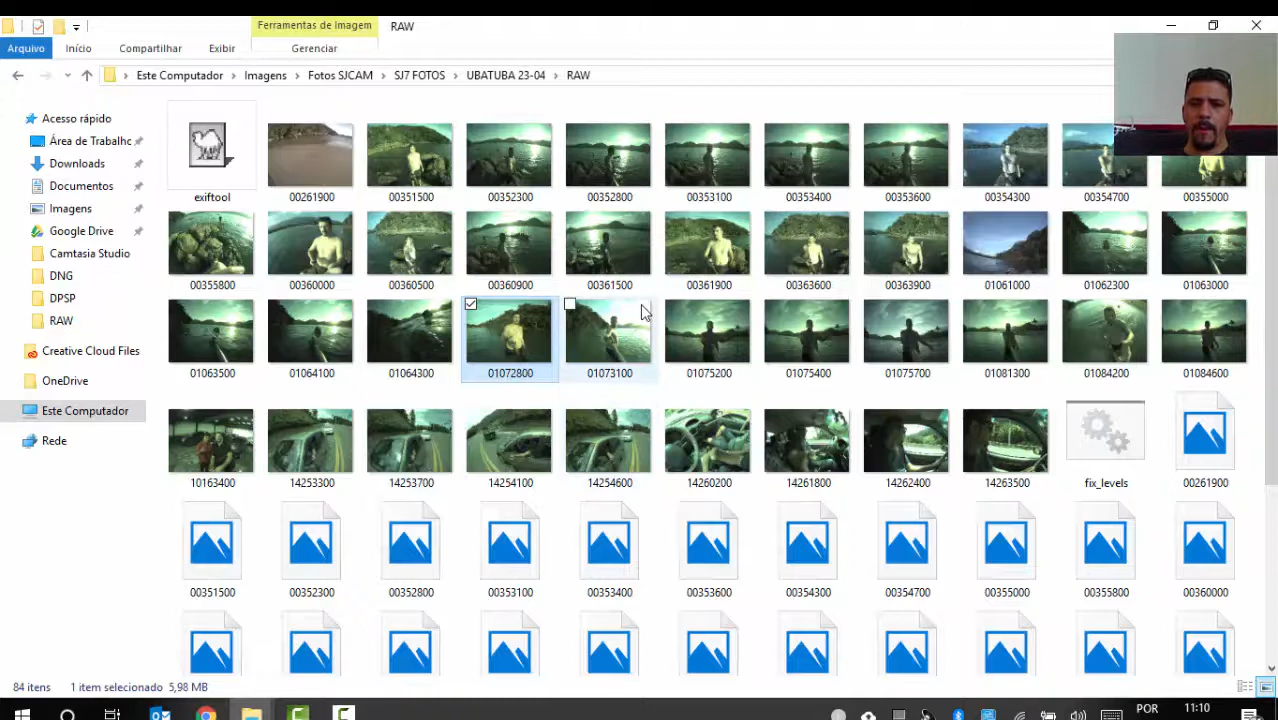 Ferramentas de Imagem RAW
Arquivo Início Compartilhar Exibir Gerenciar
Este Computador Imagens Fotos SJCAM SJ7 FOTOS UBATUBA 23-04 RAW
Acesso rápido
Área de Trabalhc
Downloads
Documentos
Imagens
Google Drive
Camtasia Studio
DNG
DPSP
RAW
Creative Cloud Files
OneDrive
Este Computador
Rede
exiftool 00261900 00351500 00352300 00352800 00353100 00353400 00353600 00354300 00354700 00355000
00355800 00360000 00360500 00360900 00361500 00361900 00363600 00363900 01061000 01062300 01063000
01063500 01064100 01064300 01072800 01073100 01075200 01075400 01075700 01081300 01084200 01084600
10163400 14253300 14253700 14254100 14254600 14260200 14261800 14262400 14263500 fix_levels 00261900
00351500 00352300 00352800 00353100 00353400 00353600 00354300 00354700 00355000 00355800 00360000
84 itens 1 item selecionado 5,98 MB
POR 11:10